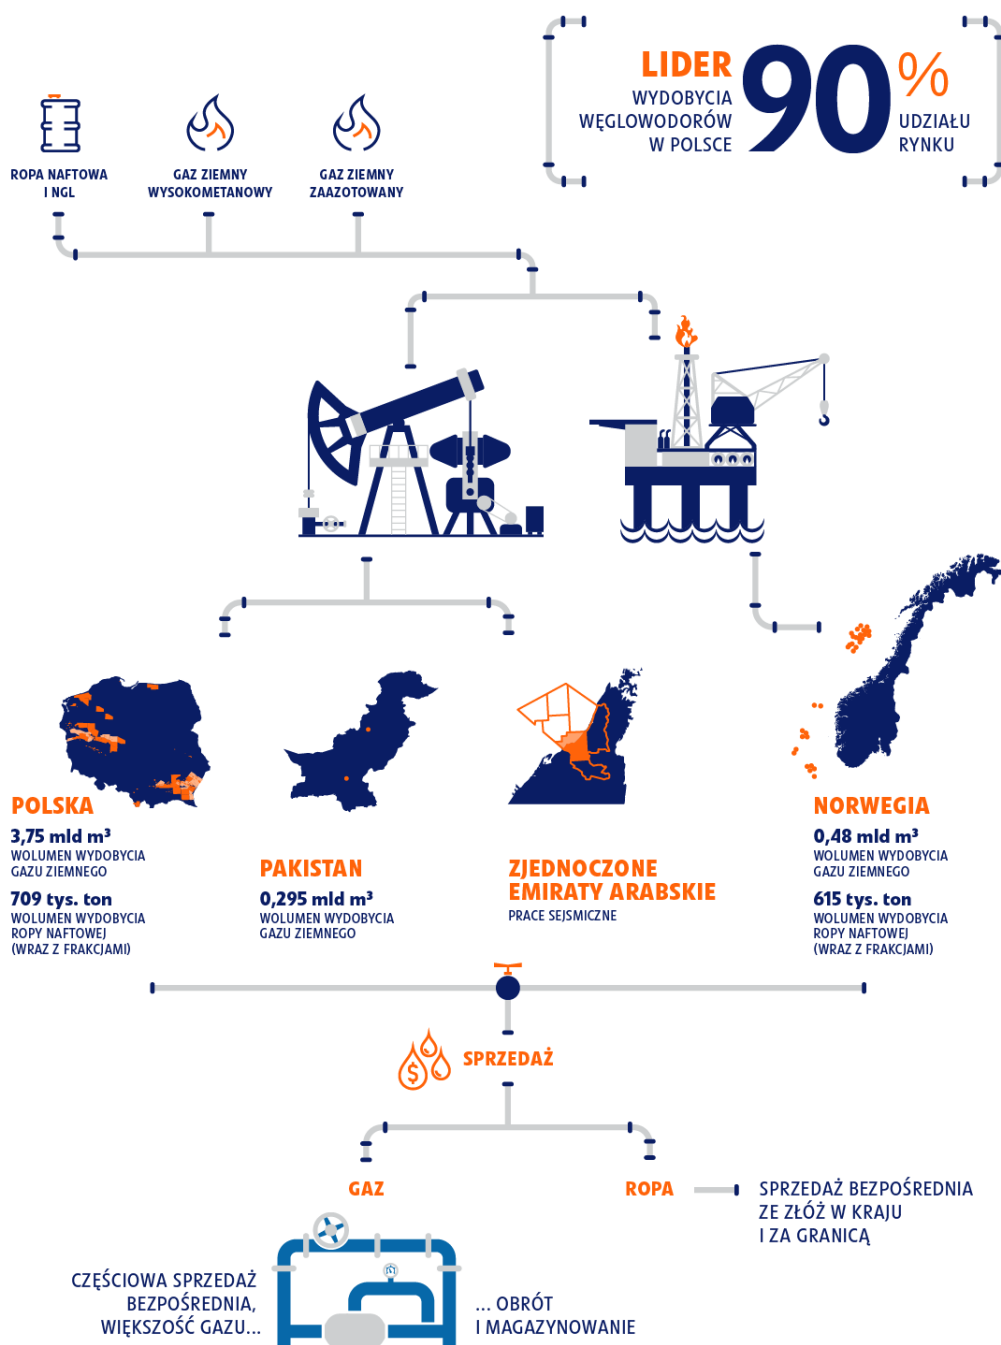 LIDER
WYDOBYCIA
WĘGLOWODORÓW
W POLSCE
90%
UDZIAŁU
RYNKU
ROPA NAFTOWA
I NGL
GAZ ZIEMNY
WYSOKOMETANOWY
GAZ ZIEMNY
ZAAZOTOWANY
POLSKA
3,75 mld m³
WOLUMEN WYDOBYCIA
GAZU ZIEMNEGO
709 tys. ton
WOLUMEN WYDOBYCIA
ROPY NAFTOWEJ
(WRAZ Z FRAKCJAMI)
PAKISTAN
0,295 mld m³
WOLUMEN WYDOBYCIA
GAZU ZIEMNEGO
ZJEDNOCZONE
EMIRATY ARABSKIE
PRACE SEJSMICZNE
NORWEGIA
0,48 mld m³
WOLUMEN WYDOBYCIA
GAZU ZIEMNEGO
615 tys. ton
WOLUMEN WYDOBYCIA
ROPY NAFTOWEJ
(WRAZ Z FRAKCJAMI)
$
SPRZEDAŻ
GAZ
ROPA
SPRZEDAŻ BEZPOŚREDNIA
ZE ZŁÓŻ W KRAJU
I ZA GRANICĄ
CZĘŚCIOWA SPRZEDAŻ
BEZPOŚREDNIA,
WIĘKSZOŚĆ GAZU...
... OBRÓT
I MAGAZYNOWANIE